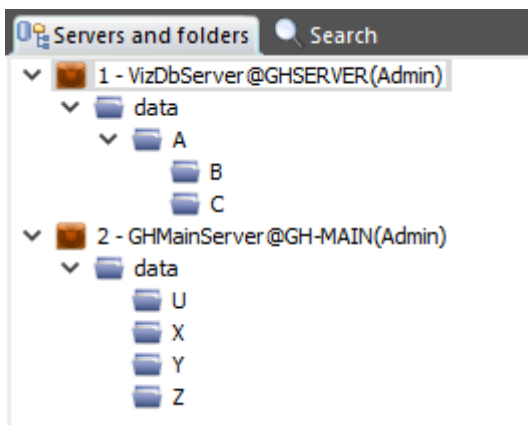 Servers and folders Search
1 - VizDbServer@GHSERVER(Admin)
data
A
B
C
2 - GHMainServer@GH-MAIN(Admin)
data
U
X
Y
Z